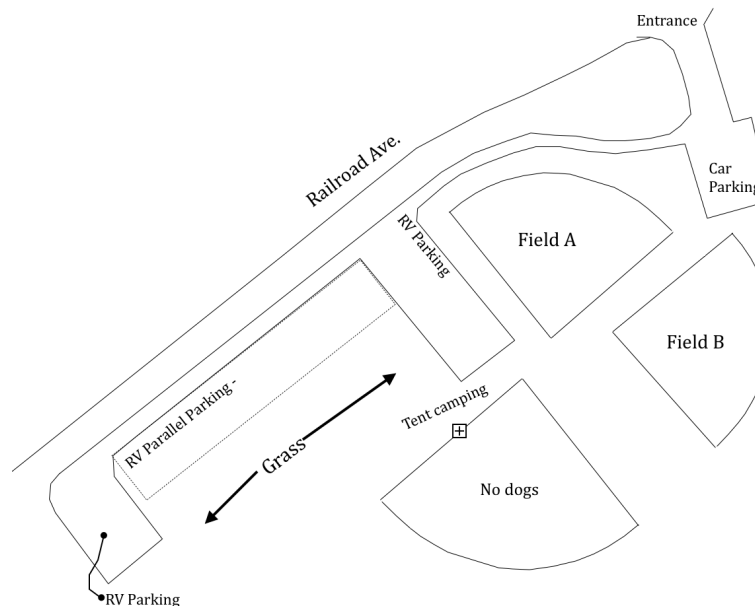 Entrance
Railroad Ave.
Car
Parking
RV Parking
Field A
Field B
RV Parallel Parking -
Tent camping
Grass
No dogs
RV Parking